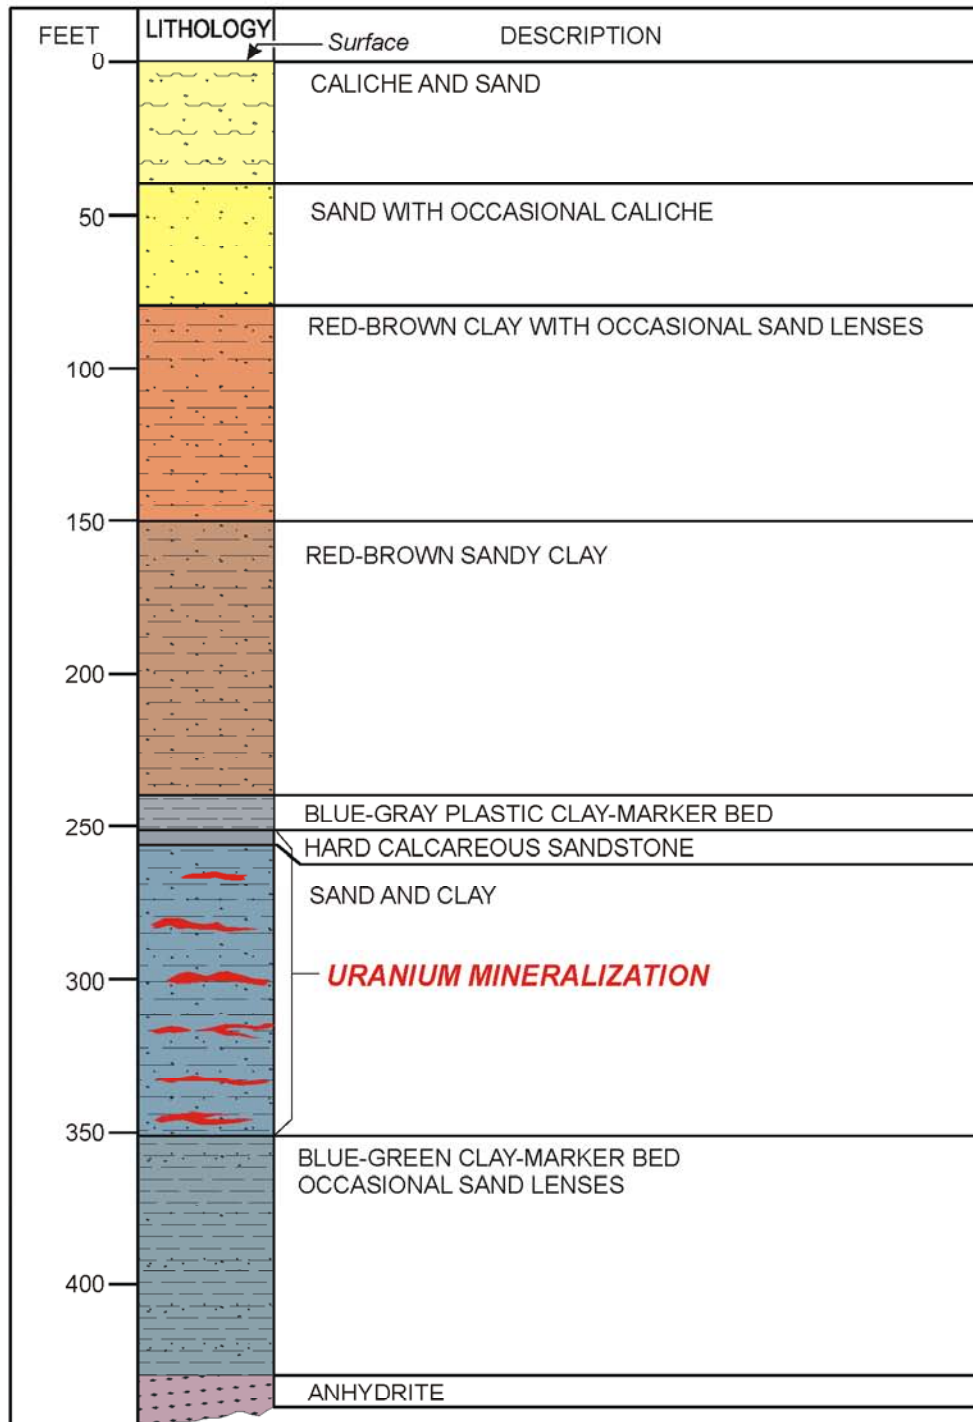 FEET
LITHOLOGY
Surface
DESCRIPTION
0
CALICHE AND SAND
50
SAND WITH OCCASIONAL CALICHE
RED-BROWN CLAY WITH OCCASIONAL SAND LENSES
100
150
RED-BROWN SANDY CLAY
200
BLUE-GRAY PLASTIC CLAY-MARKER BED
250
HARD CALCAREOUS SANDSTONE
SAND AND CLAY
300
URANIUM MINERALIZATION
350
BLUE-GREEN CLAY-MARKER BED
OCCASIONAL SAND LENSES
400
ANHYDRITE